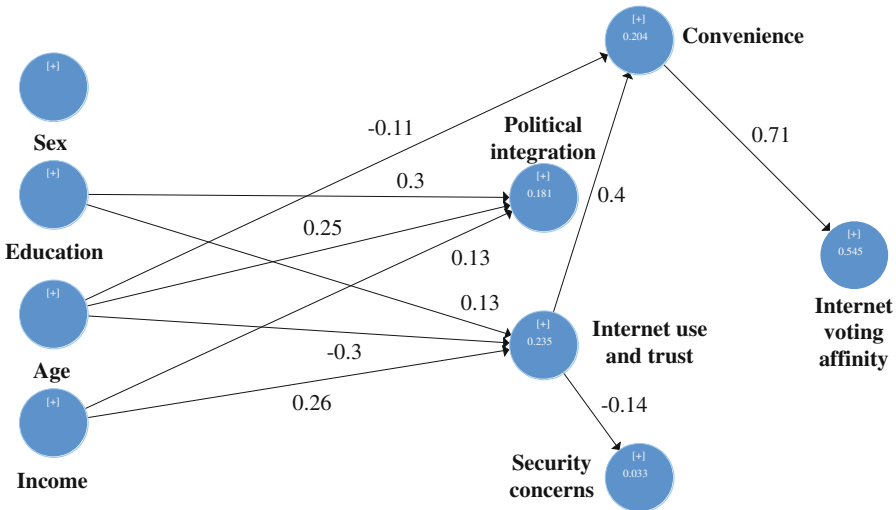 [+]
0.204
Convenience
[+]
Sex
-0.11
Political
integration
0.71
[+]
[+]
0.181
0.3
0.4
Education
0.25
[+]
0.545
0.13
[+]
0.13
[+]
0.235
Internet use
and trust
Internet
voting
affinity
Age
-0.3
[+]
0.26
-0.14
Income
Security
concerns
[+]
0.033